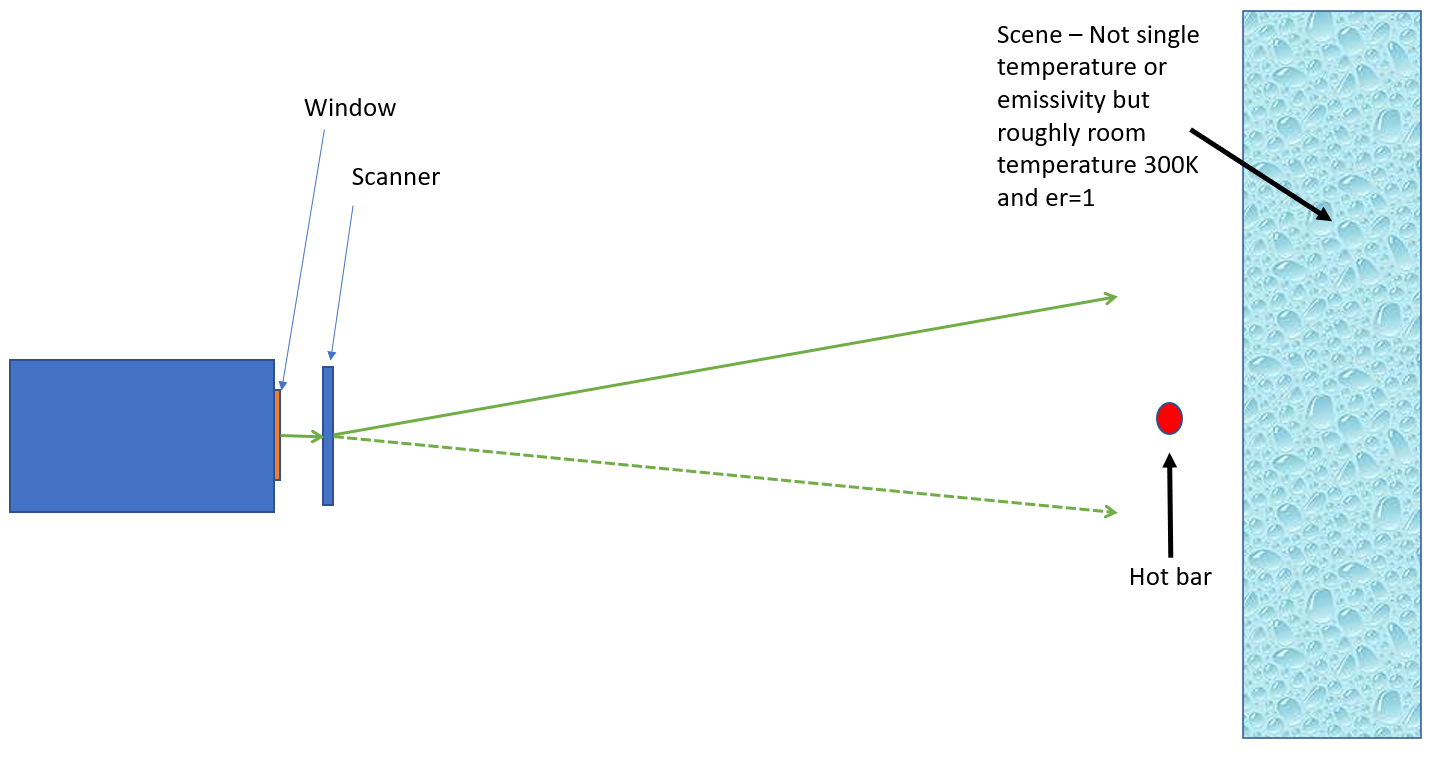 Scene – Not single
temperature or
emissivity but
roughly room
temperature 300K
and er=1
Window
Scanner
Hot bar